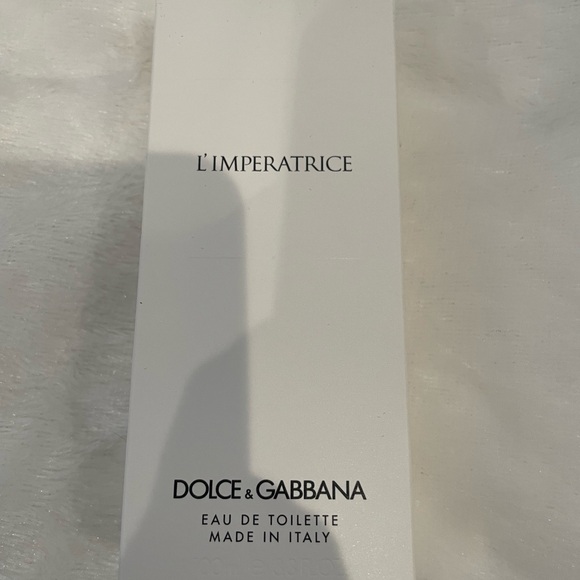 L'IMPERATRICE
DOLCE & GABBANA
EAU DE TOILETTE
MADE IN ITALY